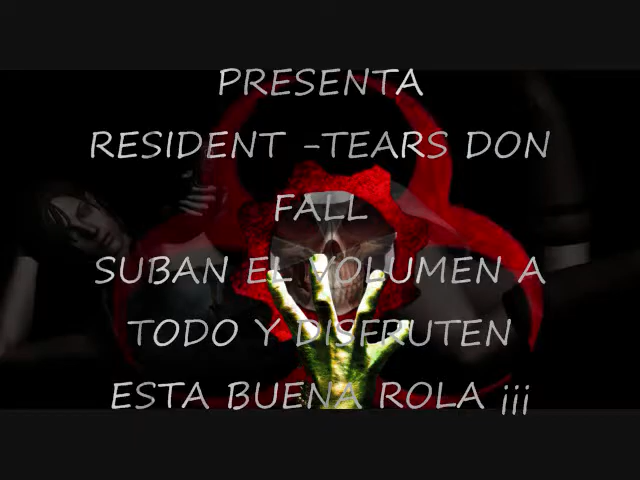 PRESENTA
RESIDENT -TEARS DON
FALL
SUBAN EL VOLUMEN A
TODO Y DISFRUTEN
ESTA BUENA ROLA ¡¡¡